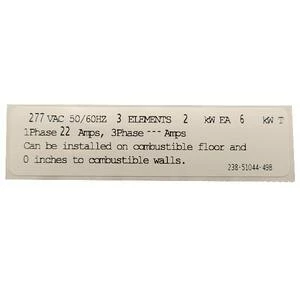 277 VAC 50/60HZ 3 ELEMENTS 2 kW EA 6 kW T
1Phase 22 Amps, 3Phase --- Amps
Can be installed on combustible floor and
0 inches to combustible walls.
238-51044-49B